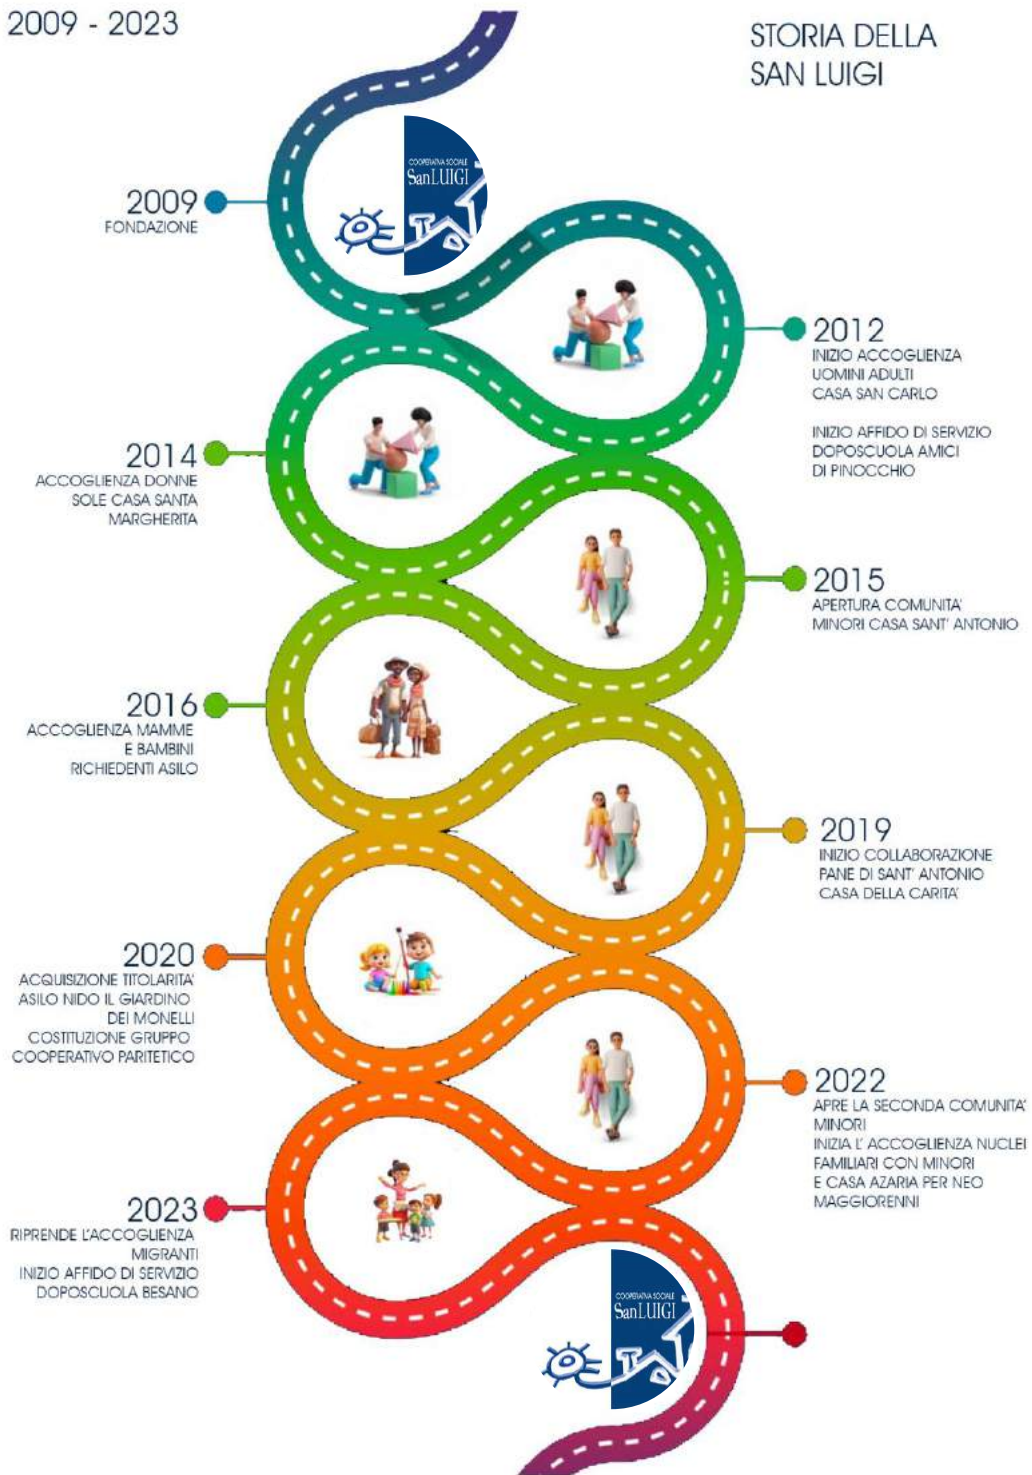 2009 - 2023
STORIA DELLA
SAN LUIGI
COOPERATIVA SOCIALE
SanLUIGI
2009
FONDAZIONE
2012
INIZIO ACCOGLIENZA
UOMINI ADULTI
CASA SAN CARLO
INIZIO AFFIDO DI SERVIZIO
DOPOSCUOLA AMICI
DI PINOCCHIO
2014
ACCOGLIENZA DONNE
SOLE CASA SANTA
MARGHERITA
2015
APERTURA COMUNITA'
MINORI CASA SANT' ANTONIO
2016
ACCOGLIENZA MAMME
E BAMBINI
RICHIEDENTI ASILO
2019
INIZIO COLLABORAZIONE
PANE DI SANT' ANTONIO
CASA DELLA CARITA'
2020
ACQUISIZIONE TITOLARITA'
ASILO NIDO IL GIARDINO
DEI MONELLI
COSTITUZIONE GRUPPO
COOPERATIVO PARITETICO
2022
APRE LA SECONDA COMUNITA'
MINORI
INIZIA L' ACCOGLIENZA NUCLEI
FAMILIARI CON MINORI
E CASA AZARIA PER NEO
MAGGIORENNI
2023
RIPRENDE L'ACCOGLIENZA
MIGRANTI
INIZIO AFFIDO DI SERVIZIO
DOPOSCUOLA BESANO
COOPERATIVA SOCIALE
SanLUIGI